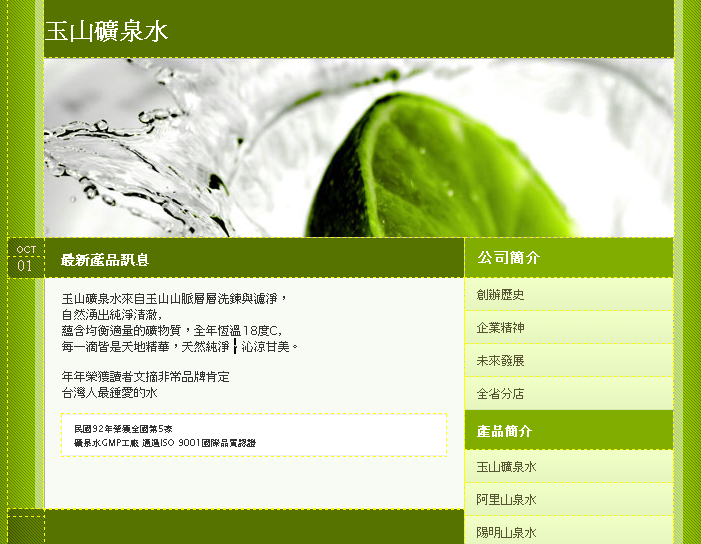 玉山礦泉水
OCT
01
最新產品訊息
玉山礦泉水來自玉山山脈層層洗鍊與濾淨，
自然湧出純淨清澈,
蘊含均衡適量的礦物質，全年恆溫18度C,
每一滴皆是天地精華，天然純淨，沁涼甘美。
年年榮獲讀者文摘非常品牌肯定
台灣人最鍾愛的水
民國92年榮獲全國第5家
礦泉水GMP工廠 通過ISO 9001國際品質認證
公司簡介
創辦歷史
企業精神
未來發展
全省分店
產品簡介
玉山礦泉水
阿里山泉水
陽明山泉水